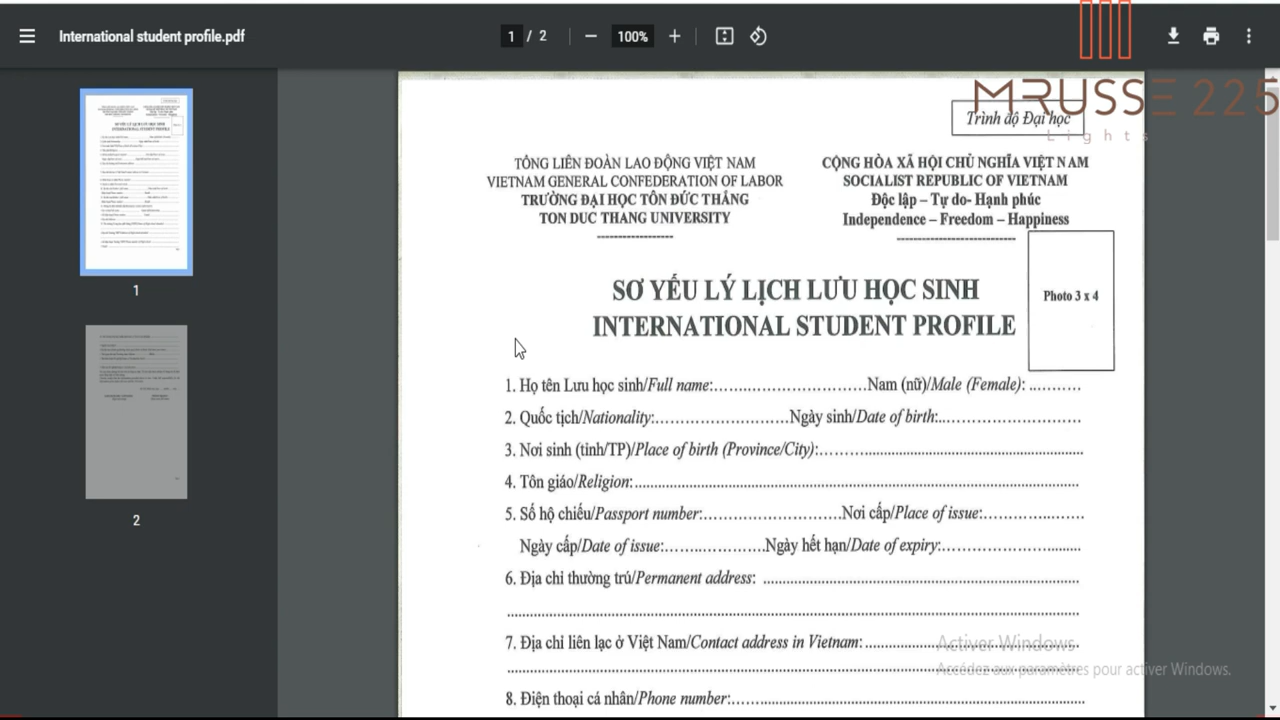 International student profile.pdf
1 / 2
100%
MRUSSE 225
Lights
Trình độ Đại học
TỔNG LIÊN ĐOÀN LAO ĐỘNG VIỆT NAM
VIETNAM GENERAL CONFEDERATION OF LABOR
TRƯỜNG ĐẠI HỌC TÔN ĐỨC THẮNG
TON DUC THANG UNIVERSITY
-----------------
CỘNG HÒA XÃ HỘI CHỦ NGHĨA VIỆT NAM
SOCIALIST REPUBLIC OF VIETNAM
Độc lập – Tự do- Hạnh phúc
Independence – Freedom – Happiness
--------------------------
Photo 3 x 4
SƠ YẾU LÝ LỊCH LƯU HỌC SINH
INTERNATIONAL STUDENT PROFILE
1. Họ tên Lưu học sinh/Full name:.................................Nam (nữ)/Male (Female): ...........
2. Quốc tịch/Nationality:.............................Ngày sinh/Date of birth:................................
3. Nơi sinh (tỉnh/TP)/Place of birth (Province/City):..........................................................
4. Tôn giáo/Religion:..............................................................................................
5. Số hộ chiếu/Passport number:..............................Nơi cấp/Place of issue:......................
Ngày cấp/Date of issue:......................Ngày hết hạn/Date of expiry:...............................
6. Địa chỉ thường trú/Permanent address: ....................................................................
7. Địa chỉ liên lạc ở Việt Nam/Contact address in Vietnam: ..............................................
8. Điện thoại cá nhân/Phone number:..........................................................................
Activer Windows
Accédez aux paramètres pour activer Windows.
1
2